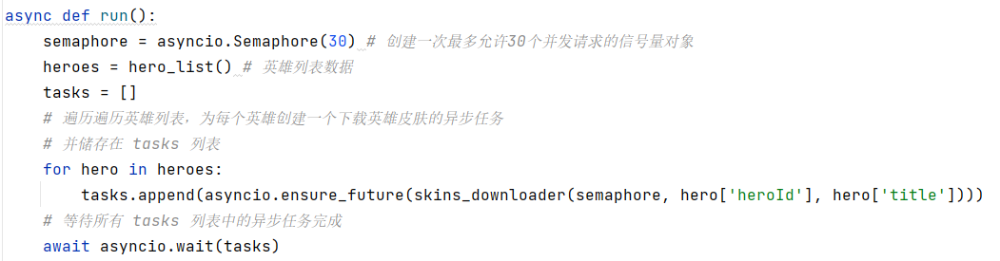 async def run():
    semaphore = asyncio.Semaphore(30) # 创建一次最多允许30个并发请求的信号量对象
    heroes = hero_list() # 英雄列表数据
    tasks = []
    # 遍历遍历英雄列表，为每个英雄创建一个下载英雄皮肤的异步任务
    # 并储存在 tasks 列表
    for hero in heroes:
        tasks.append(asyncio.ensure_future(skins_downloader(semaphore, hero['heroId'], hero['title'])))
    # 等待所有 tasks 列表中的异步任务完成
    await asyncio.wait(tasks)